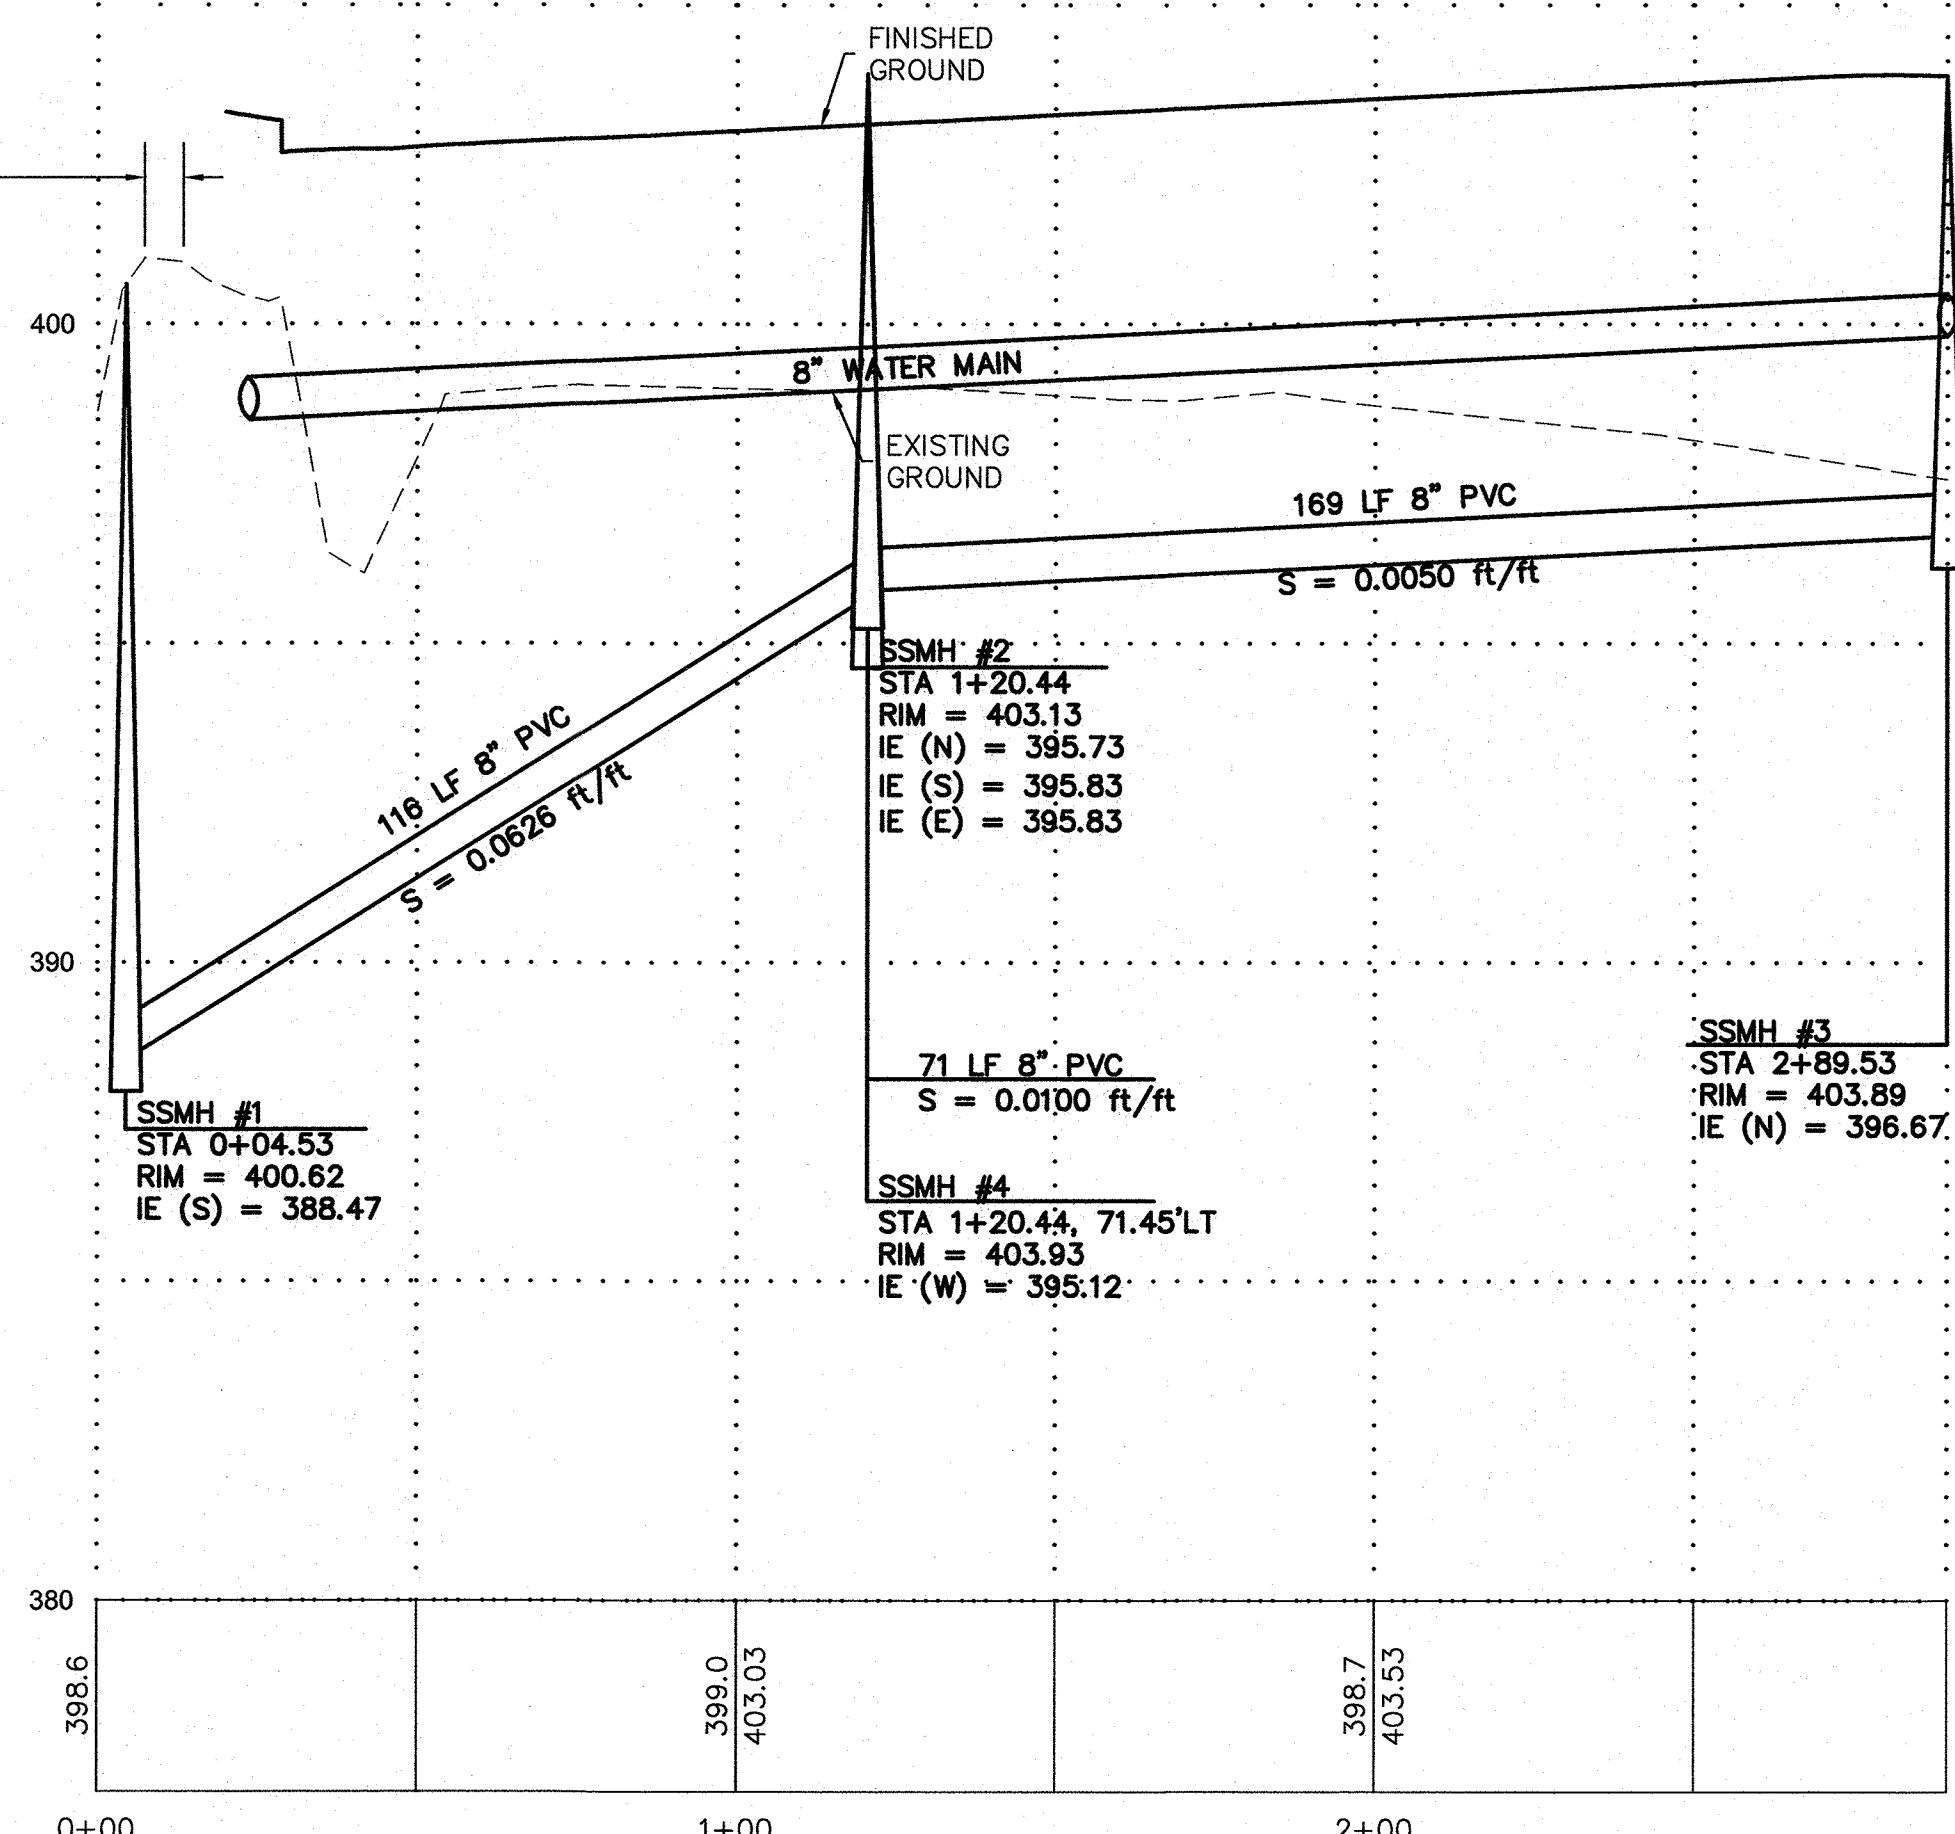 FINISHED
GROUND
400
8" WATER MAIN
EXISTING
GROUND
169 LF 8" PVC
S = 0.0050 ft/ft
SSMH #2
STA 1+20.44
RIM = 403.13
IE (N) = 395.73
IE (S) = 395.83
IE (E) = 395.83
116 LF 8" PVC
S = 0.0626 ft/ft
390
71 LF 8" PVC
S = 0.0100 ft/ft
SSMH #3
STA 2+89.53
RIM = 403.89
IE (N) = 396.67
SSMH #1
STA 0+04.53
RIM = 400.62
IE (S) = 388.47
SSMH #4
STA 1+20.44, 71.45'LT
RIM = 403.93
IE (W) = 395.12
380
398.6
399.0
403.03
398.7
403.53
0+00
1+00
2+00